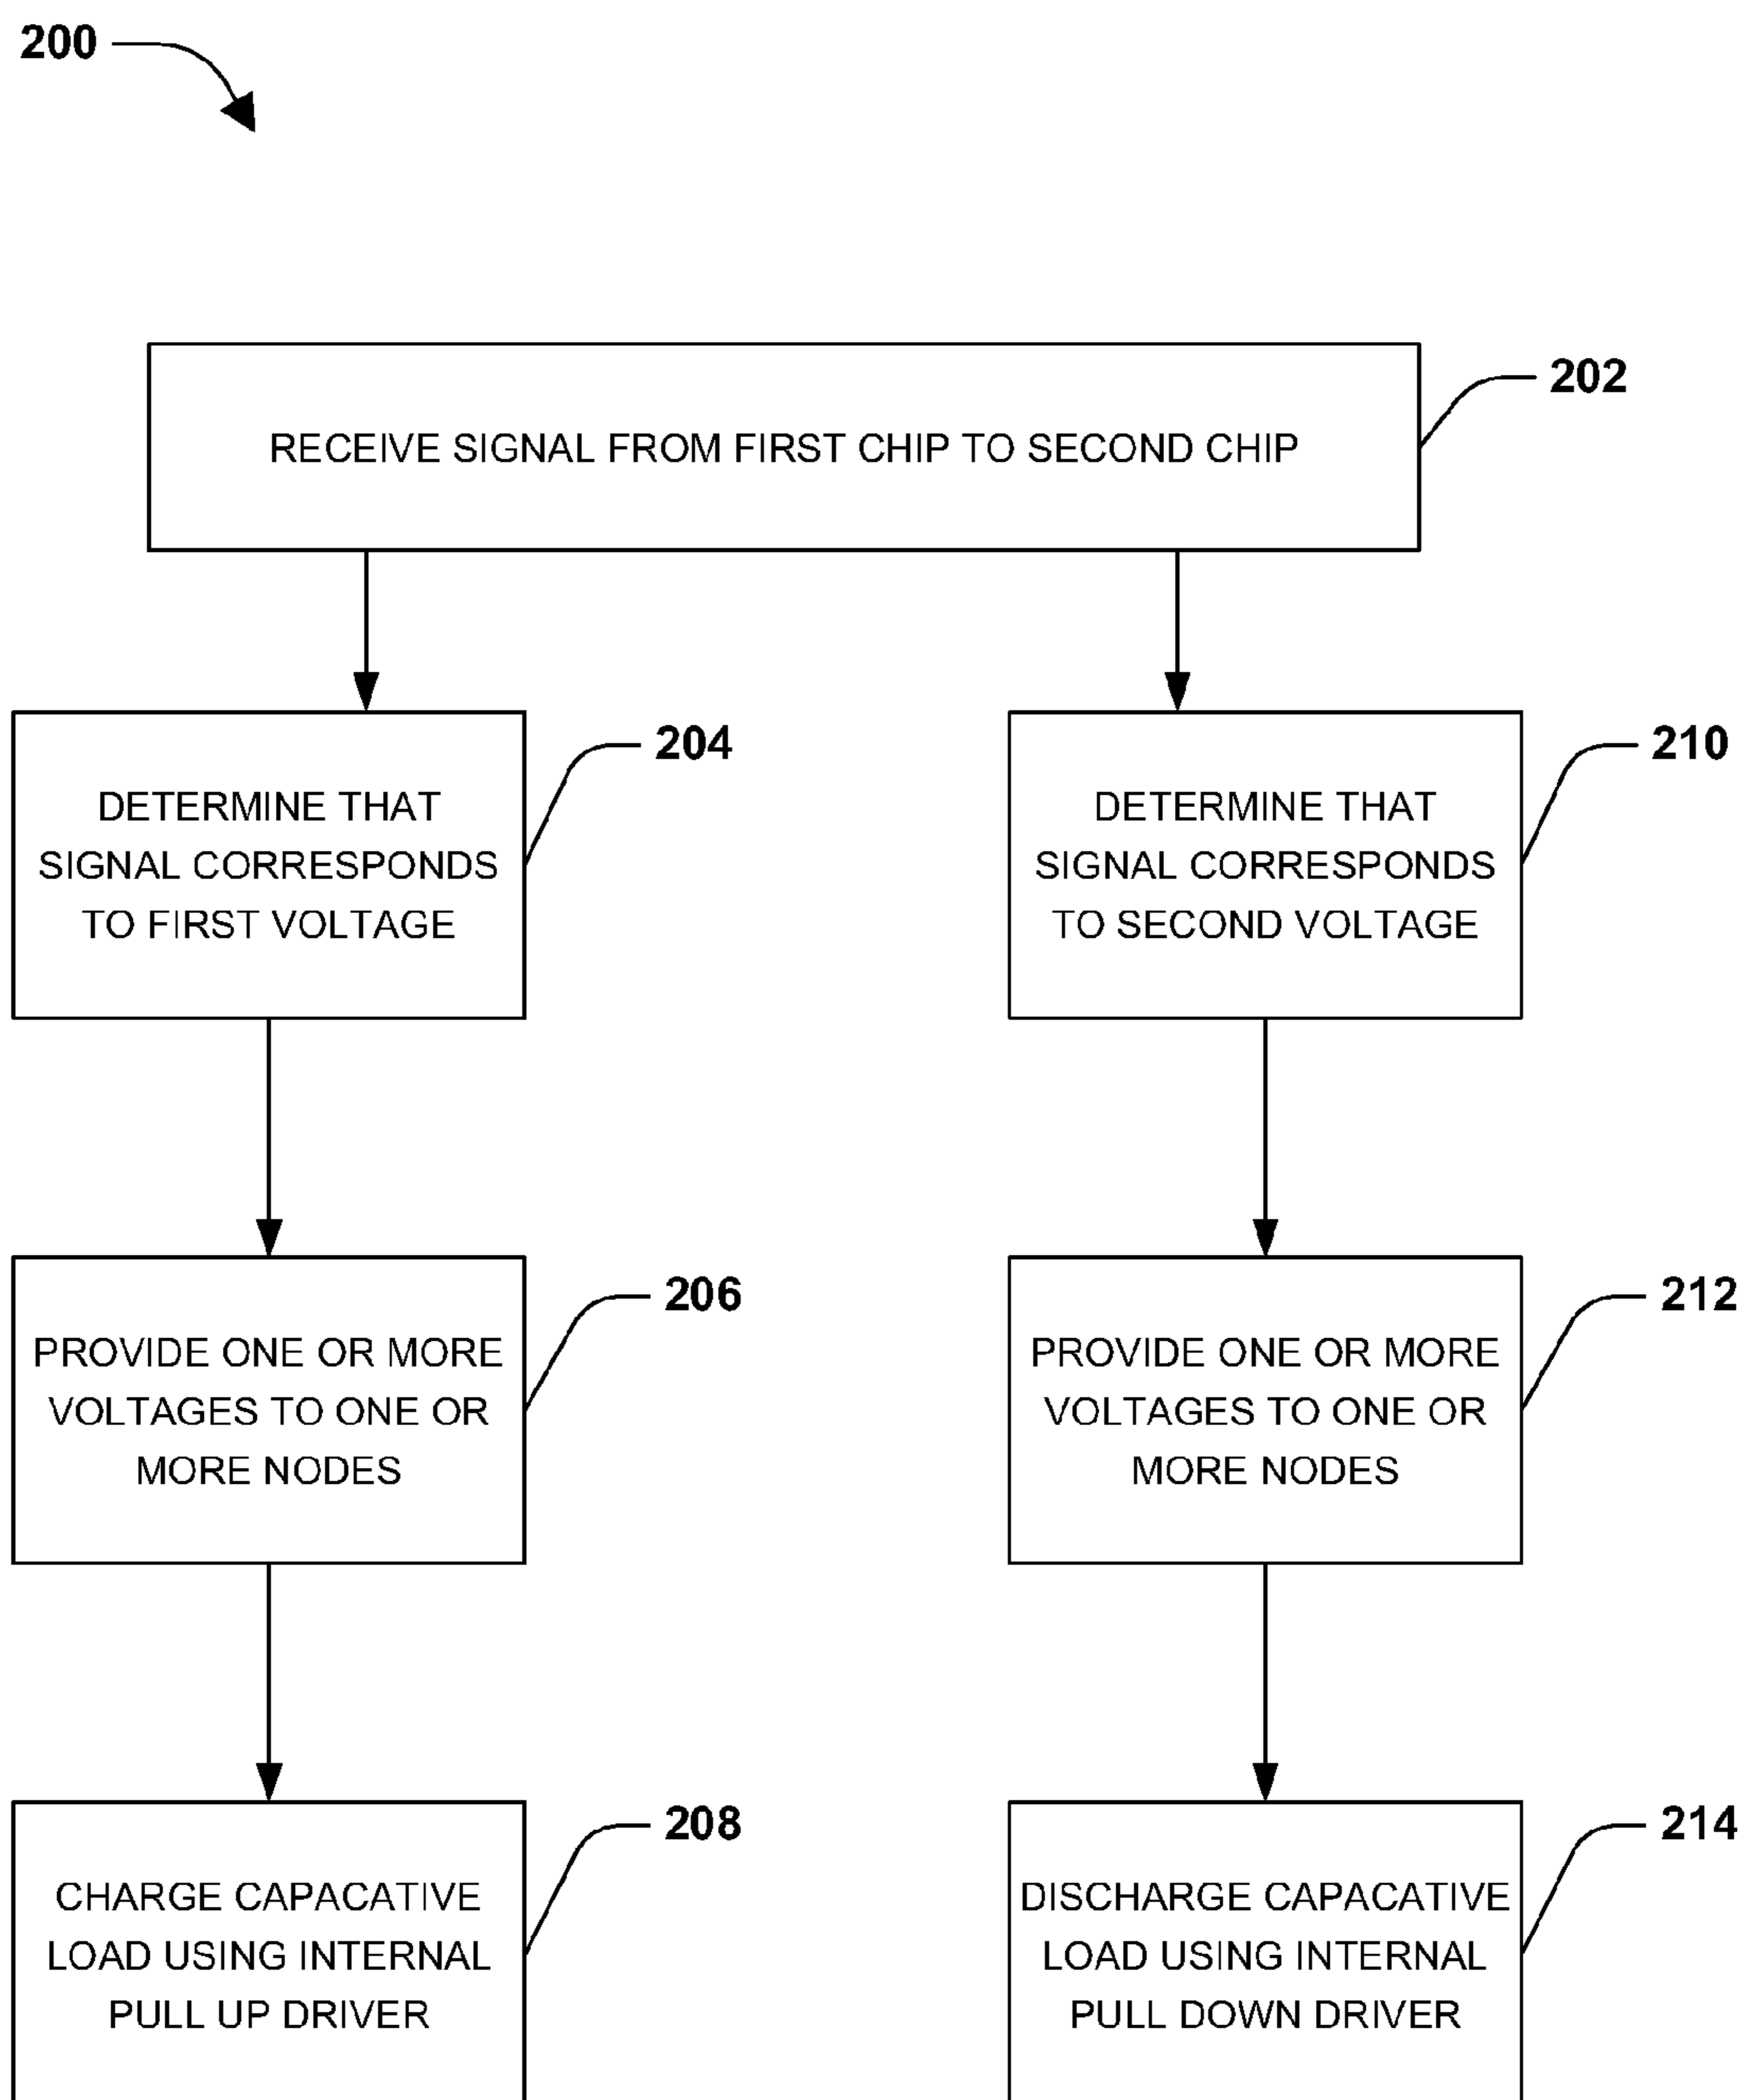 200
202
RECEIVE SIGNAL FROM FIRST CHIP TO SECOND CHIP
204
DETERMINE THAT
SIGNAL CORRESPONDS
TO FIRST VOLTAGE
210
DETERMINE THAT
SIGNAL CORRESPONDS
TO SECOND VOLTAGE
206
PROVIDE ONE OR MORE
VOLTAGES TO ONE OR
MORE NODES
212
PROVIDE ONE OR MORE
VOLTAGES TO ONE OR
MORE NODES
208
CHARGE CAPACATIVE
LOAD USING INTERNAL
PULL UP DRIVER
214
DISCHARGE CAPACATIVE
LOAD USING INTERNAL
PULL DOWN DRIVER